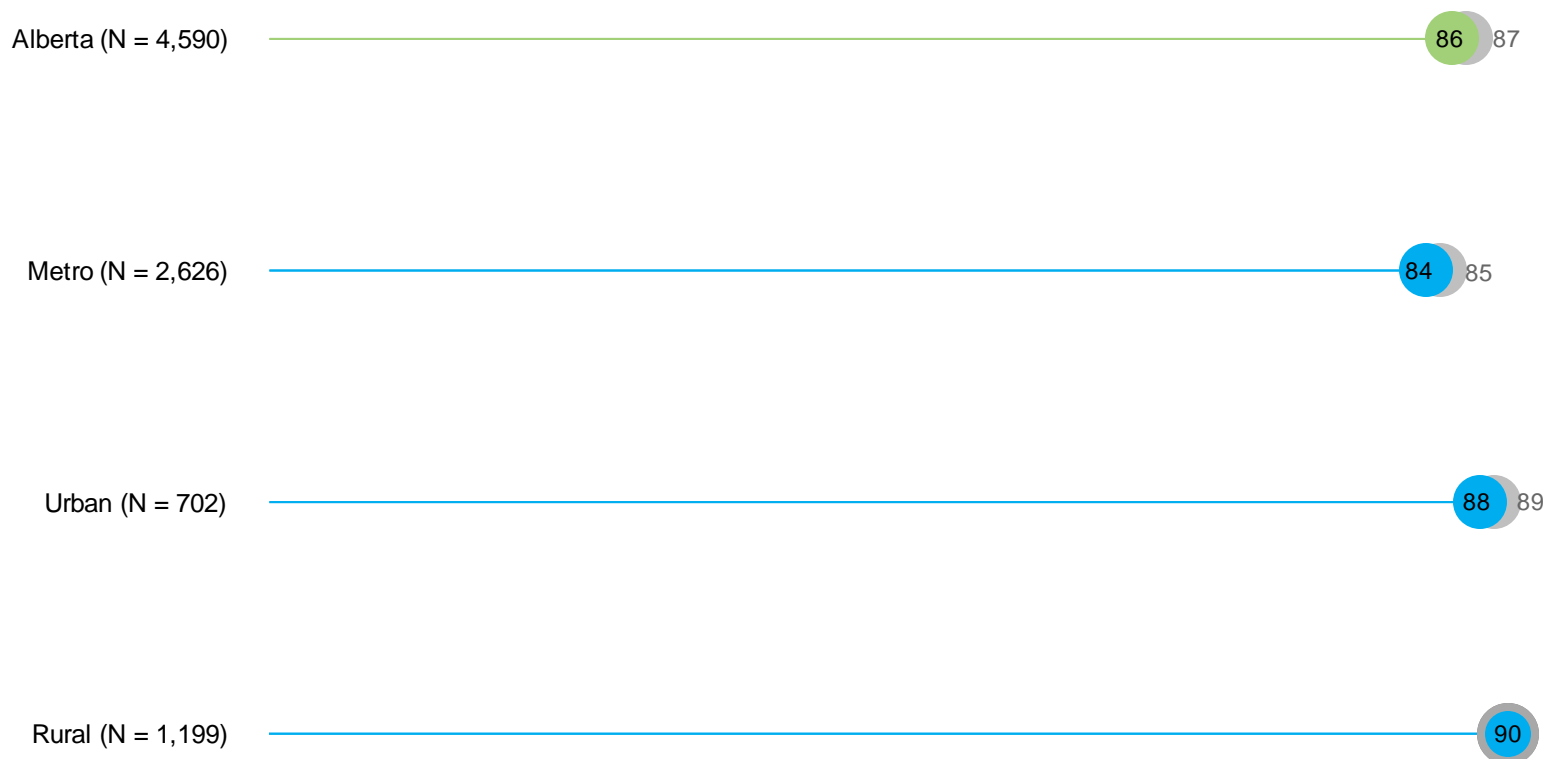 Alberta (N = 4,590) 86 87
Metro (N = 2,626) 84 85
Urban (N = 702) 88 89
Rural (N = 1,199) 90